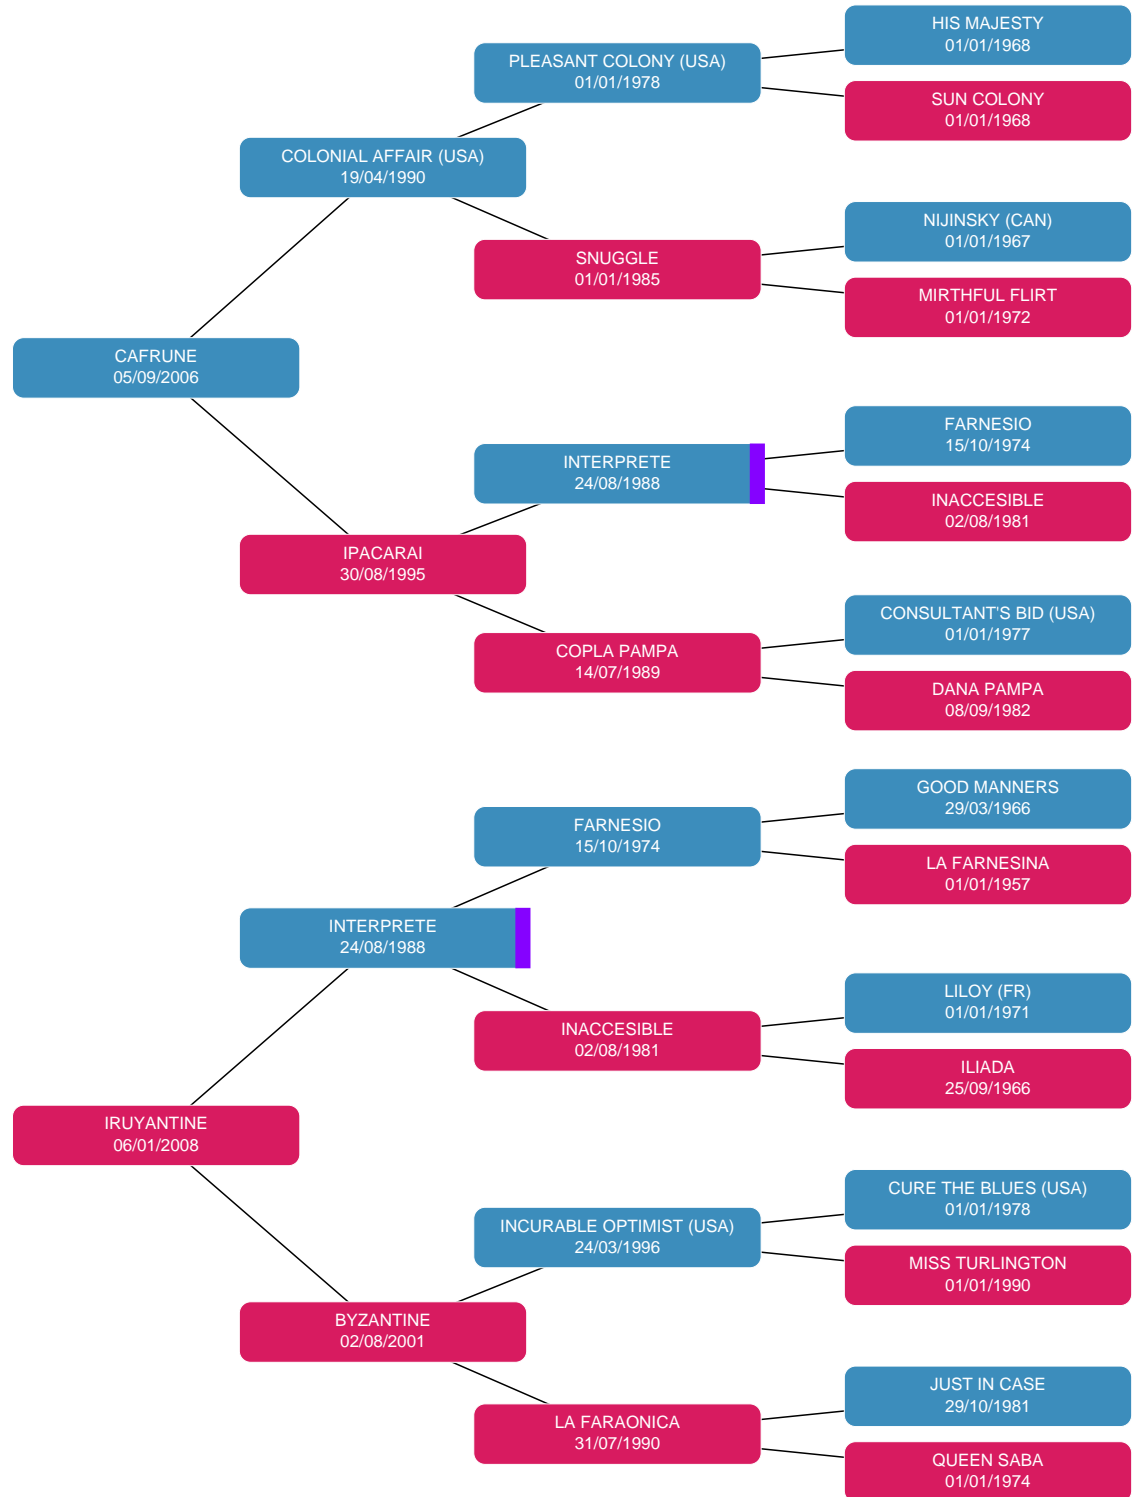 HIS MAJESTY
01/01/1968
PLEASANT COLONY (USA)
01/01/1978
SUN COLONY
01/01/1968
COLONIAL AFFAIR (USA)
19/04/1990
NIJINSKY (CAN)
01/01/1967
SNUGGLE
01/01/1985
MIRTHFUL FLIRT
01/01/1972
CAFRUNE
05/09/2006
FARNESIO
15/10/1974
INTERPRETE
24/08/1988
INACCESIBLE
02/08/1981
IPACARAI
30/08/1995
CONSULTANT'S BID (USA)
01/01/1977
COPLA PAMPA
14/07/1989
DANA PAMPA
08/09/1982
GOOD MANNERS
29/03/1966
FARNESIO
15/10/1974
LA FARNESINA
01/01/1957
INTERPRETE
24/08/1988
LILOY (FR)
01/01/1971
INACCESIBLE
02/08/1981
ILIADA
25/09/1966
IRUYANTINE
06/01/2008
CURE THE BLUES (USA)
01/01/1978
INCURABLE OPTIMIST (USA)
24/03/1996
MISS TURLINGTON
01/01/1990
BYZANTINE
02/08/2001
JUST IN CASE
29/10/1981
LA FARAONICA
31/07/1990
QUEEN SABA
01/01/1974